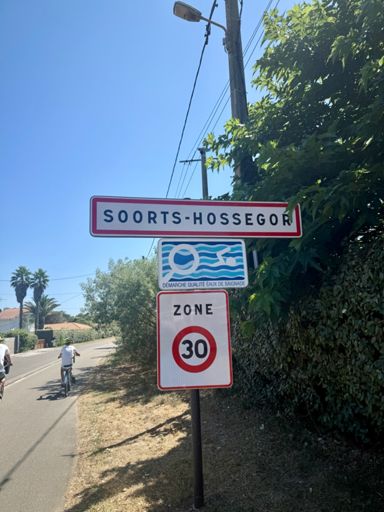 SOORTS-HOSSEGOR
DÉMARCHE QUALITÉ EAUX DE BAIGNADE
ZONE
30